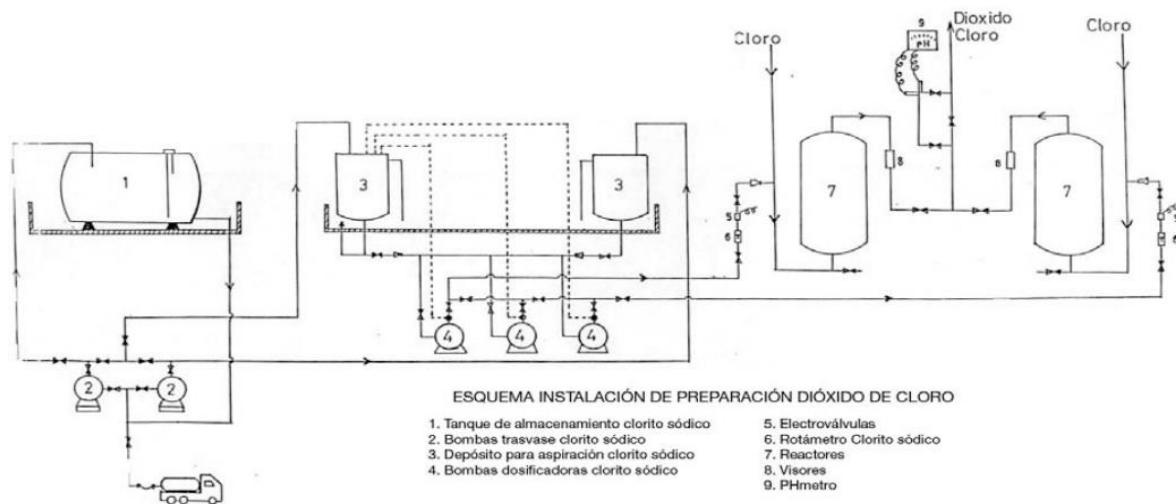 9
pH
Dioxido
Cloro
Cloro
Cloro
1
3
3
8
8
7
7
5
6
5
6
4
4
4
2
2
ESQUEMA INSTALACIÓN DE PREPARACIÓN DIÓXIDO DE CLORO
1. Tanque de almacenamiento clorito sódico
2. Bombas trasvase clorito sódico
3. Depósito para aspiración clorito sódico
4. Bombas dosificadoras clorito sódico
5. Electroválvulas
6. Rotámetro Clorito sódico
7. Reactores
8. Visores
9. PHmetro